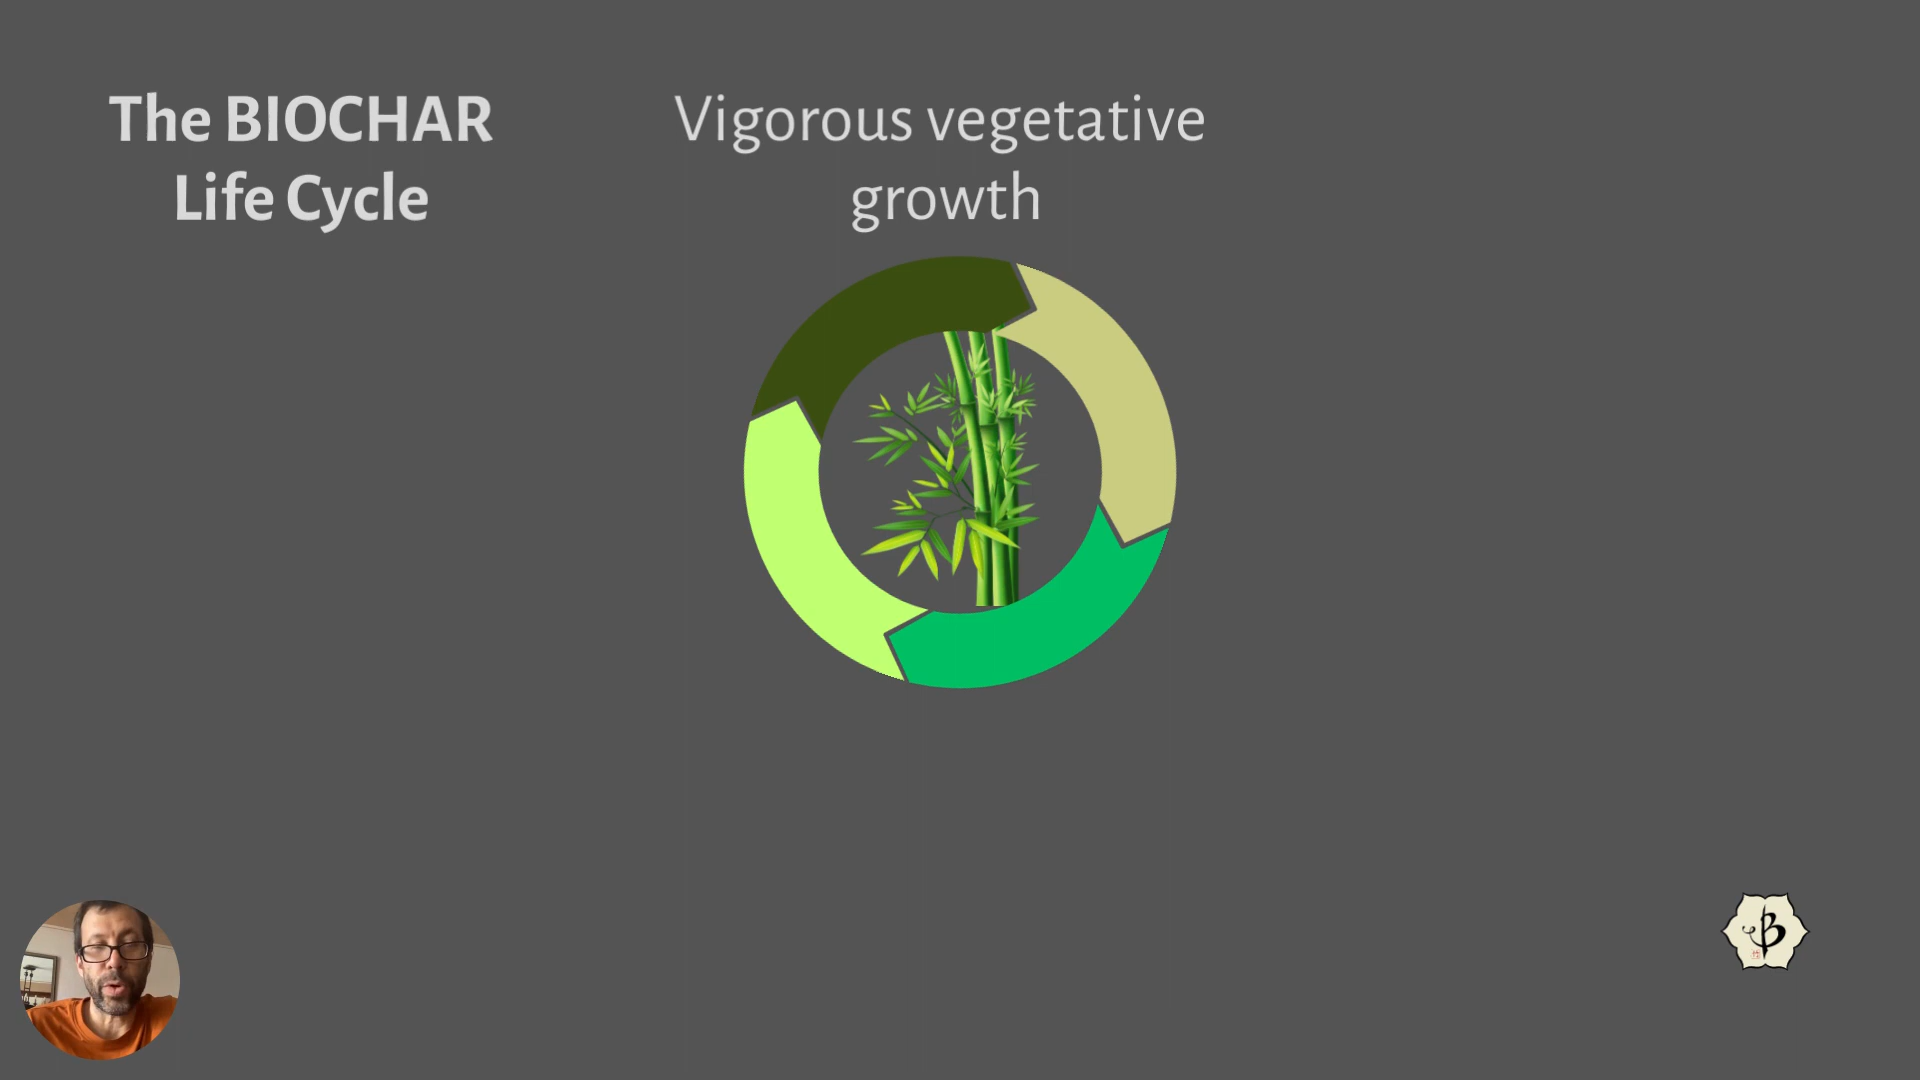 The BIOCHAR
Life Cycle
Vigorous vegetative
growth
B